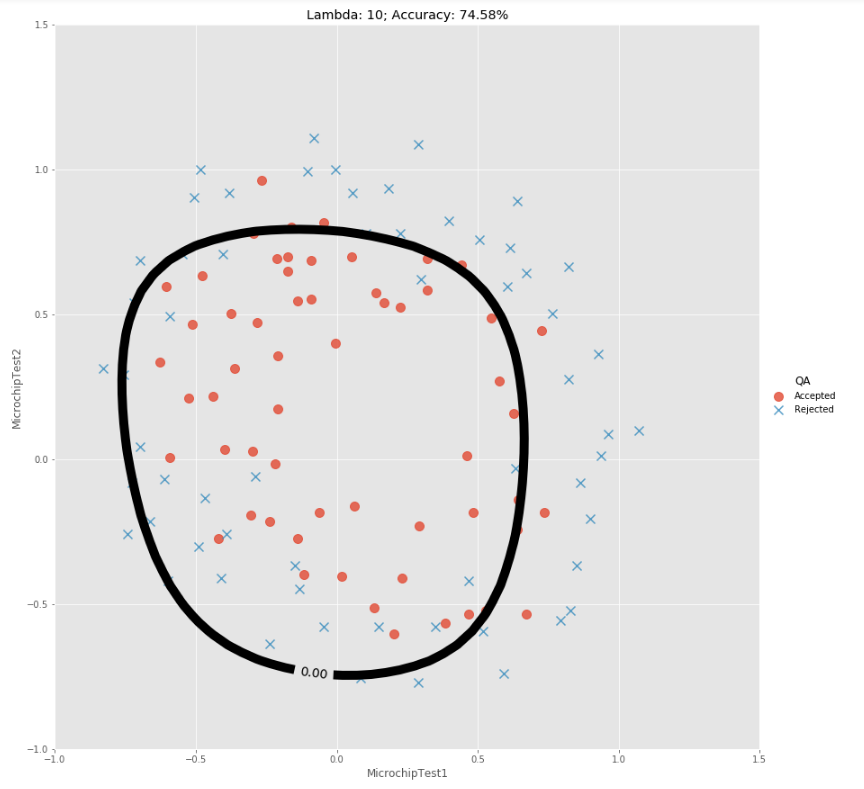 Lambda: 10; Accuracy: 74.58%
1.5
1.0
0.5
0.0
−0.5
−1.0
MicrochipTest2
0.00
−1.0 −0.5 0.0 0.5 1.0 1.5
MicrochipTest1
QA
Accepted
Rejected